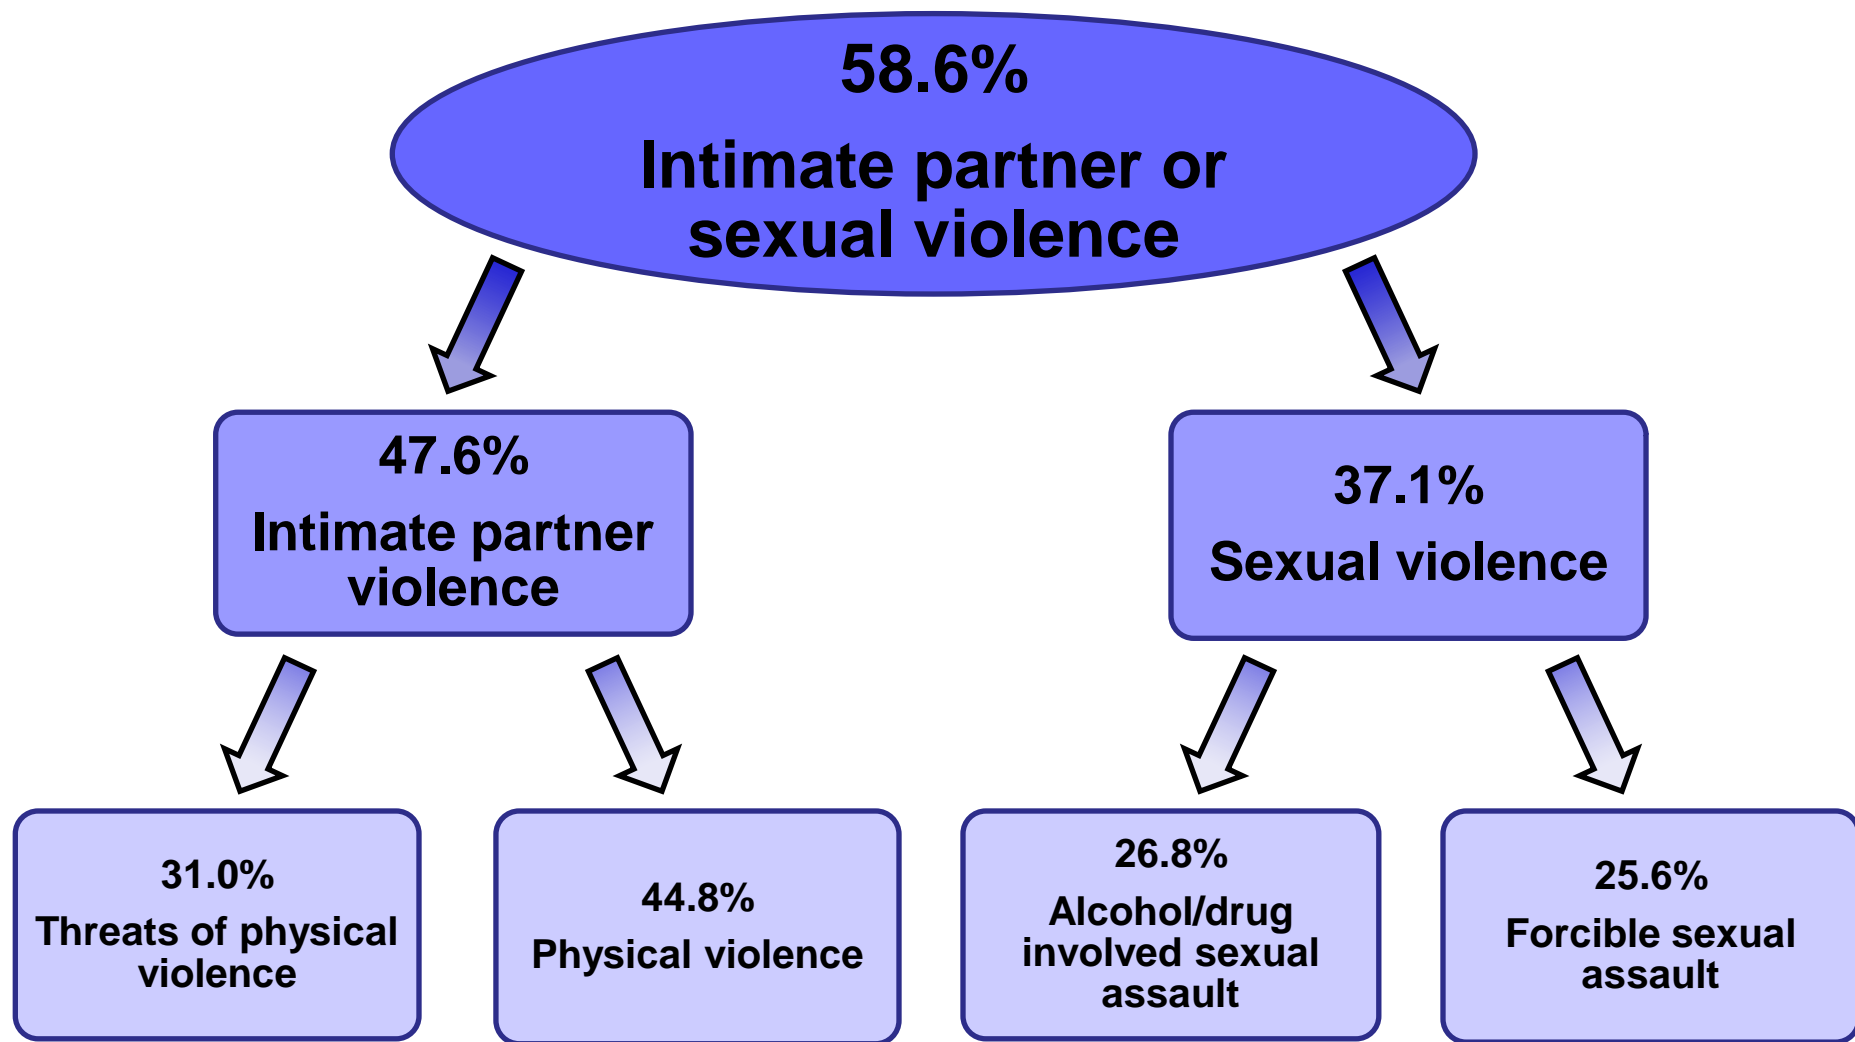 58.6%
Intimate partner or
sexual violence
47.6%
Intimate partner
violence
37.1%
Sexual violence
31.0%
Threats of physical
violence
44.8%
Physical violence
26.8%
Alcohol/drug
involved sexual
assault
25.6%
Forcible sexual
assault